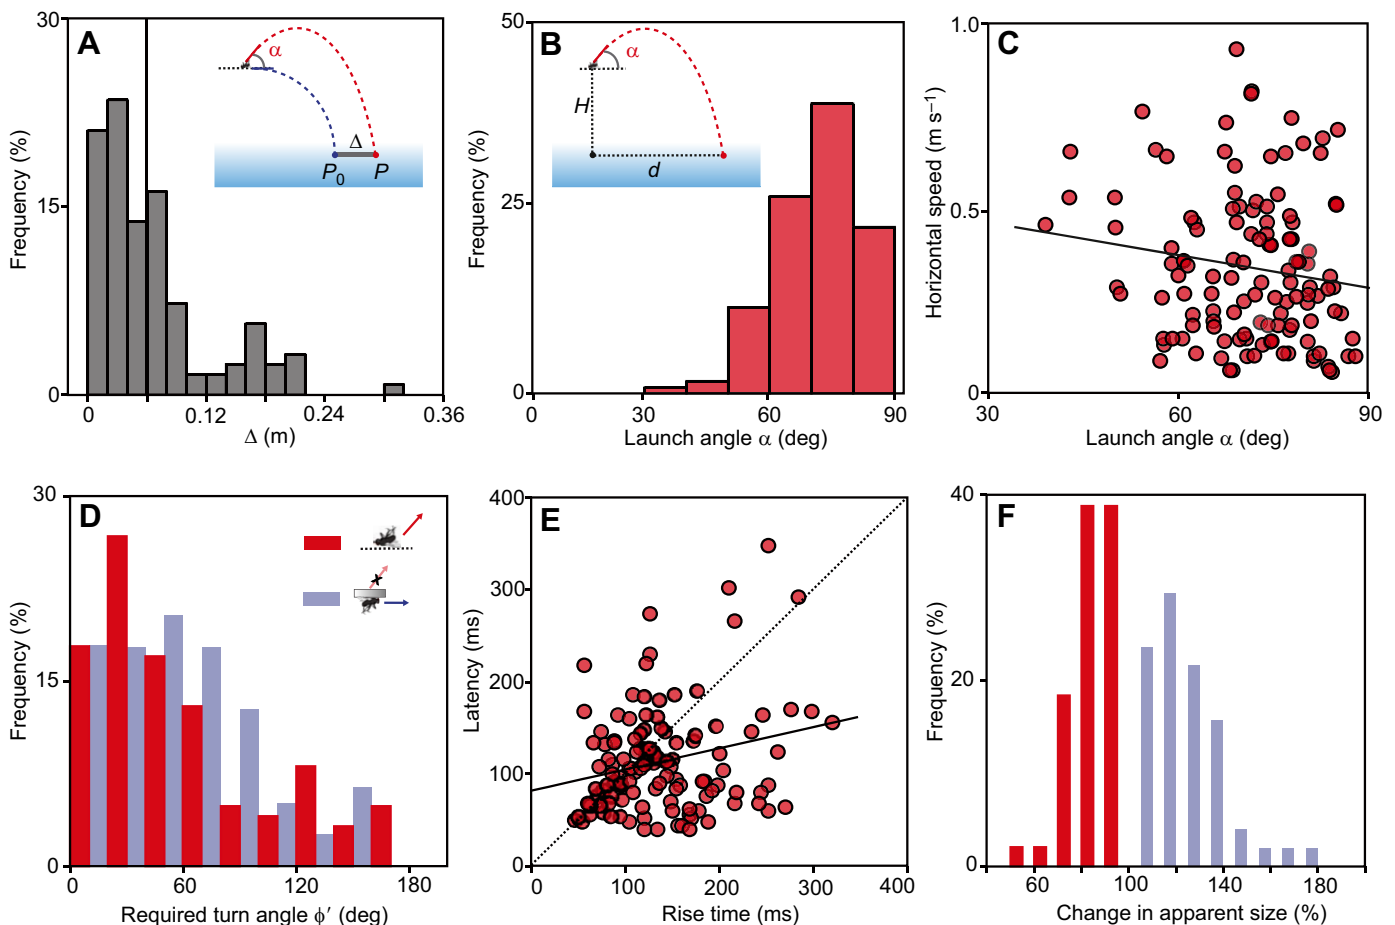 A
30
15
0
Frequency (%)
α
Δ
P0 P
0 0.12 0.24 0.36
Δ (m)
B
50
25
0
Frequency (%)
α
H
d
0 30 60 90
Launch angle α (deg)
C
1.0
0.5
0
Horizontal speed (m s–1)
30 60 90
Launch angle α (deg)
D
30
15
0
Frequency (%)
0 60 120 180
Required turn angle ϕ′ (deg)
E
400
300
200
100
0
Latency (ms)
0 100 200 300 400
Rise time (ms)
F
40
20
0
Frequency (%)
60 100 140 180
Change in apparent size (%)